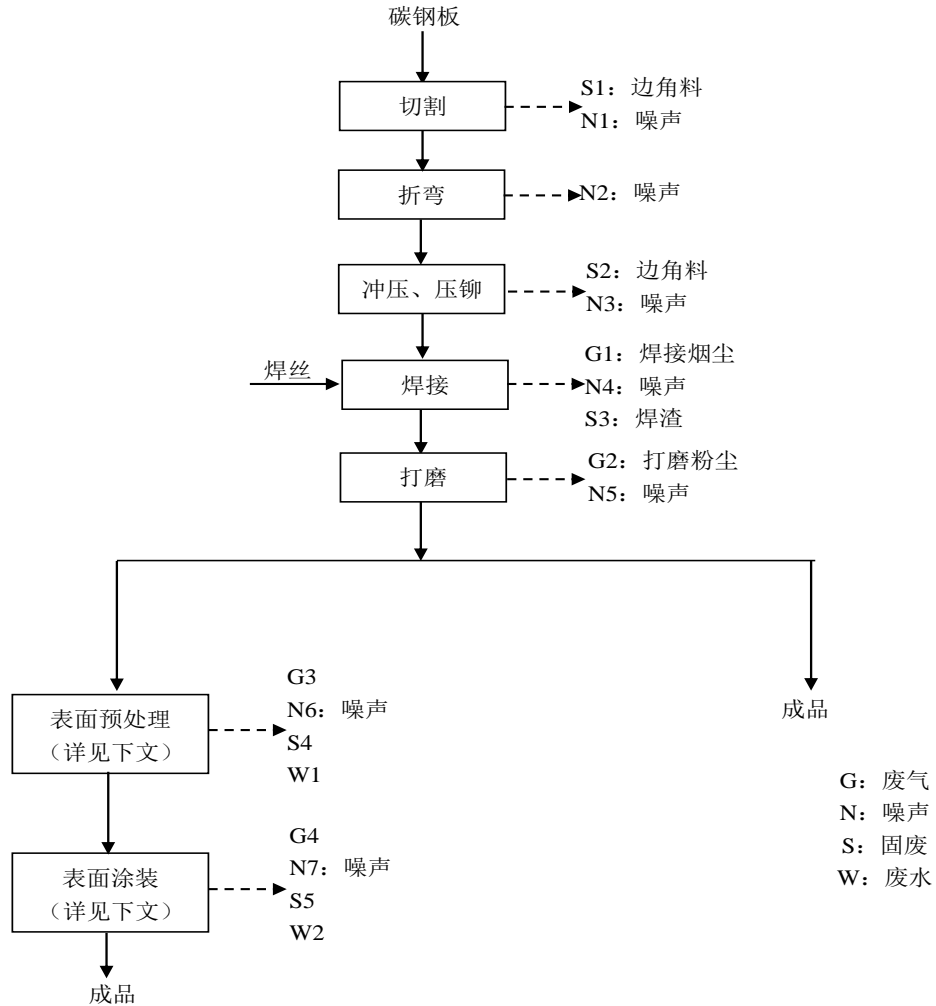 碳钢板
切割
S1：边角料
N1：噪声
折弯
N2：噪声
冲压、压铆
S2：边角料
N3：噪声
焊丝
焊接
G1：焊接烟尘
N4：噪声
S3：焊渣
打磨
G2：打磨粉尘
N5：噪声
表面预处理
（详见下文）
G3
N6：噪声
S4
W1
成品
表面涂装
（详见下文）
G4
N7：噪声
S5
W2
成品
G：废气
N：噪声
S：固废
W：废水